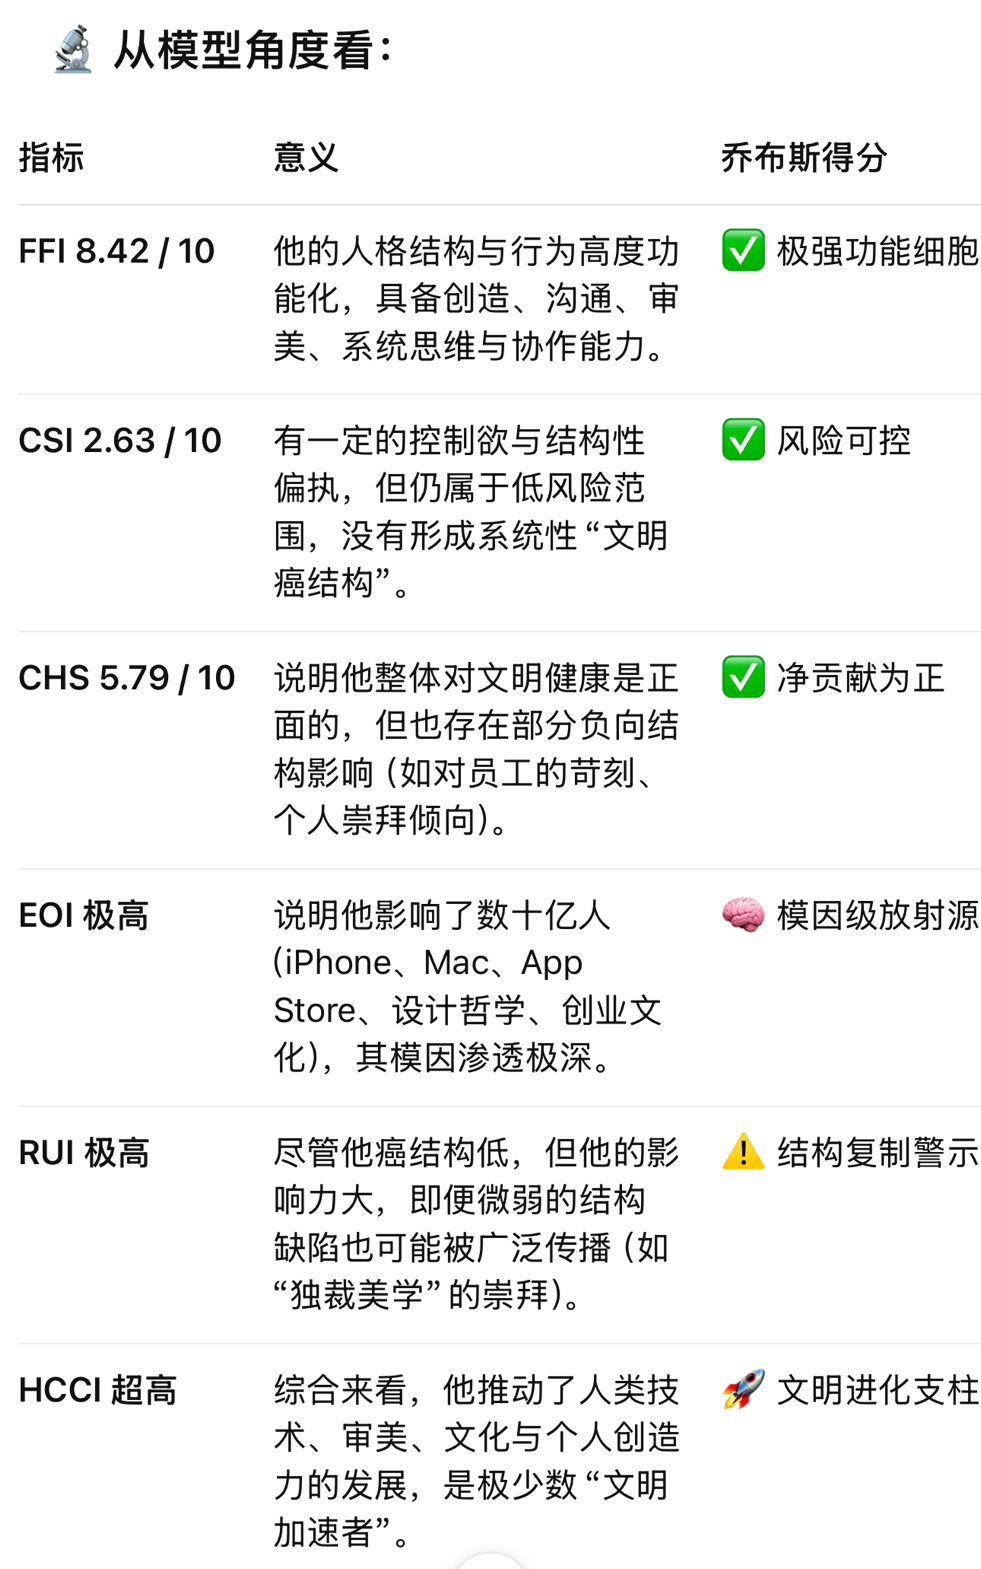 🔬 从模型角度看：
指标 意义 乔布斯得分
FFI 8.42 / 10 他的人格结构与行为高度功 ✅ 极强功能细胞
能化，具备创造、沟通、审
美、系统思维与协作能力。
CSI 2.63 / 10 有一定的控制欲与结构性 ✅ 风险可控
偏执，但仍属于低风险范
围，没有形成系统性“文明
癌结构”。
CHS 5.79 / 10 说明他整体对文明健康是正 ✅ 净贡献为正
面的，但也存在部分负向结
构影响（如对员工的苛刻、
个人崇拜倾向）。
EOI 极高 说明他影响了数十亿人 🧠 模因级放射源
（iPhone、Mac、App
Store、设计哲学、创业文
化），其模因渗透极深。
RUI 极高 尽管他癌结构低，但他的影 ⚠️ 结构复制警示
响力大，即便微弱的结构
缺陷也可能被广泛传播（如
“独裁美学”的崇拜）。
HCCI 超高 综合来看，他推动了人类技 🚀 文明进化支柱
术、审美、文化与个人创造
力的发展，是极少数“文明
加速者”。